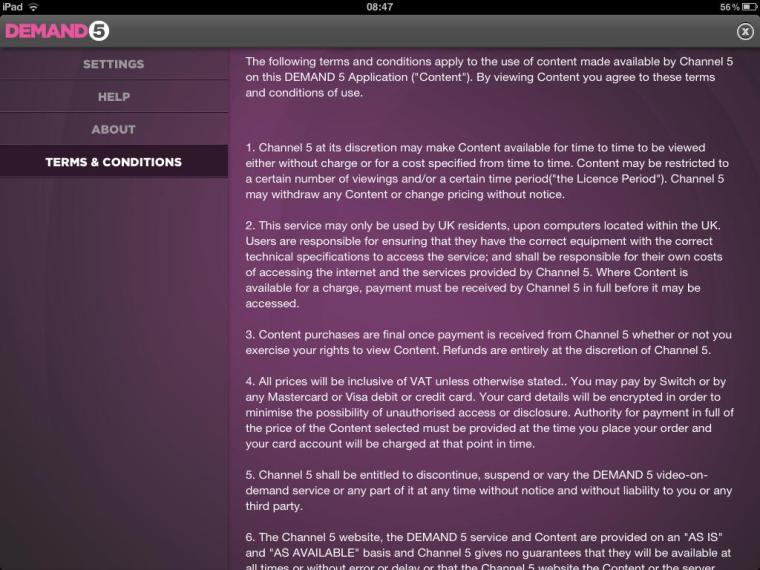 iPad 08:47 56%
DEMAND 5
SETTINGS
HELP
ABOUT
TERMS & CONDITIONS
The following terms and conditions apply to the use of content made available by Channel 5
on this DEMAND 5 Application ("Content"). By viewing Content you agree to these terms
and conditions of use.
1. Channel 5 at its discretion may make Content available for time to time to be viewed
either without charge or for a cost specified from time to time. Content may be restricted to
a certain number of viewings and/or a certain time period("the Licence Period"). Channel 5
may withdraw any Content or change pricing without notice.
2. This service may only be used by UK residents, upon computers located within the UK.
Users are responsible for ensuring that they have the correct equipment with the correct
technical specifications to access the service; and shall be responsible for their own costs
of accessing the internet and the services provided by Channel 5. Where Content is
available for a charge, payment must be received by Channel 5 in full before it may be
accessed.
3. Content purchases are final once payment is received from Channel 5 whether or not you
exercise your rights to view Content. Refunds are entirely at the discretion of Channel 5.
4. All prices will be inclusive of VAT unless otherwise stated.. You may pay by Switch or by
any Mastercard or Visa debit or credit card. Your card details will be encrypted in order to
minimise the possibility of unauthorised access or disclosure. Authority for payment in full of
the price of the Content selected must be provided at the time you place your order and
your card account will be charged at that point in time.
5. Channel 5 shall be entitled to discontinue, suspend or vary the DEMAND 5 video-on-
demand service or any part of it at any time without notice and without liability to you or any
third party.
6. The Channel 5 website, the DEMAND 5 service and Content are provided on an "AS IS"
and "AS AVAILABLE" basis and Channel 5 gives no guarantees that they will be available at
all times or without error or delay or that the Channel 5 website the Content or the server